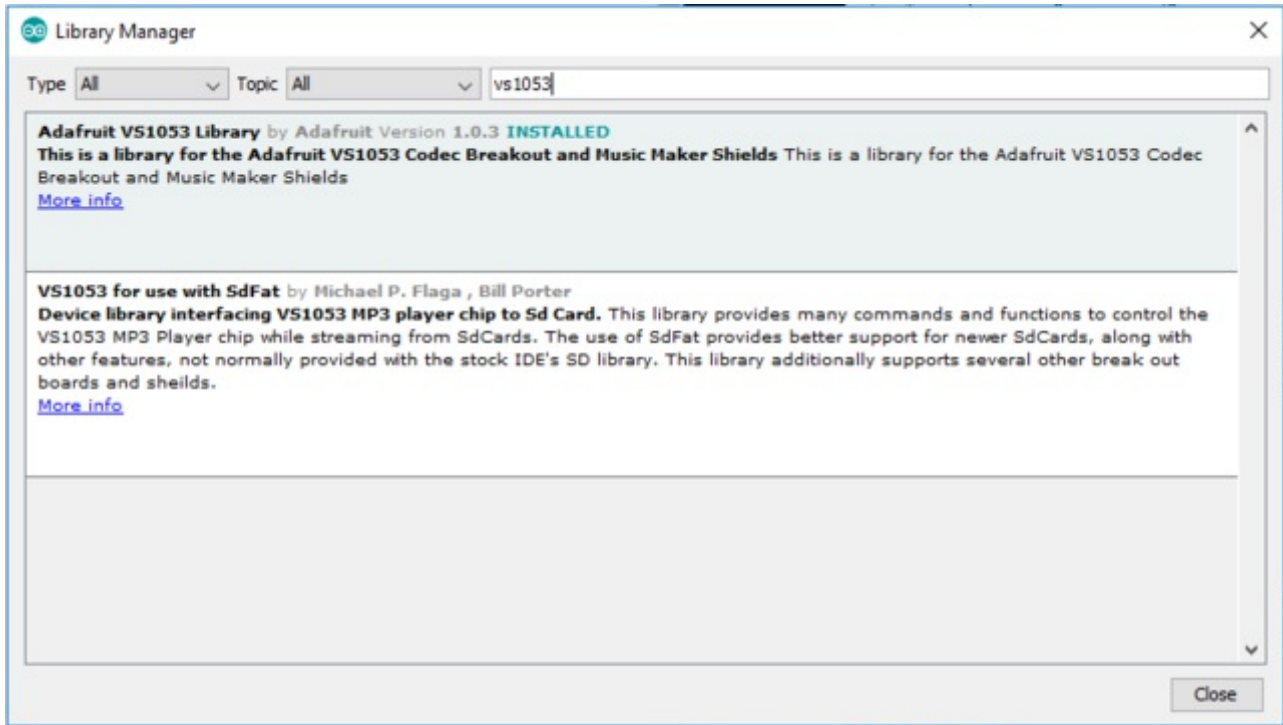 Library Manager
Type All Topic All vs1053
Adafruit VS1053 Library by Adafruit Version 1.0.3 INSTALLED
This is a library for the Adafruit VS1053 Codec Breakout and Music Maker Shields This is a library for the Adafruit VS1053 Codec
Breakout and Music Maker Shields
More info
VS1053 for use with SdFat by Michael P. Flaga , Bill Porter
Device library interfacing VS1053 MP3 player chip to Sd Card. This library provides many commands and functions to control the
VS1053 MP3 Player chip while streaming from SdCards. The use of SdFat provides better support for newer SdCards, along with
other features, not normally provided with the stock IDE's SD library. This library additionally supports several other break out
boards and sheilds.
More info
Close